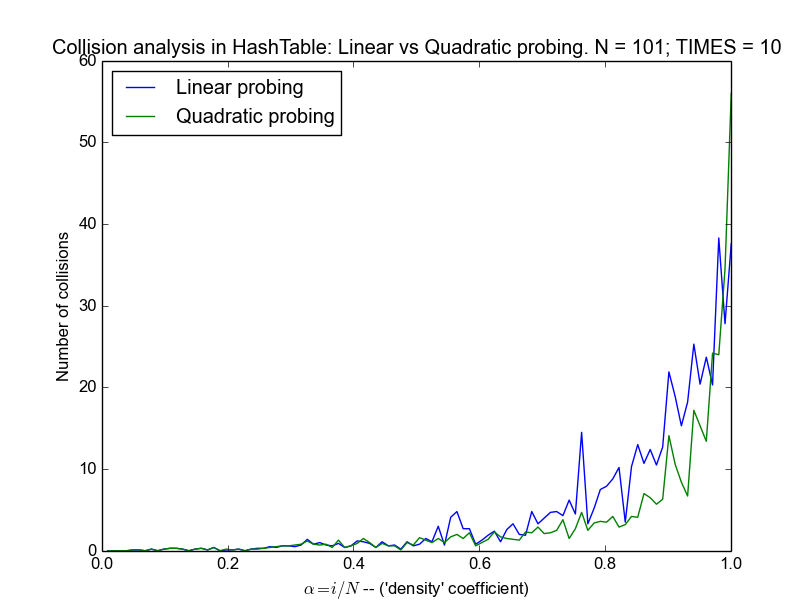 Collision analysis in HashTable: Linear vs Quadratic probing. N = 101; TIMES = 10
60
Linear probing
Quadratic probing
50
40
30
20
10
0
Number of collisions
0.0 0.2 0.4 0.6 0.8 1.0
α = i/N -- ('density' coefficient)